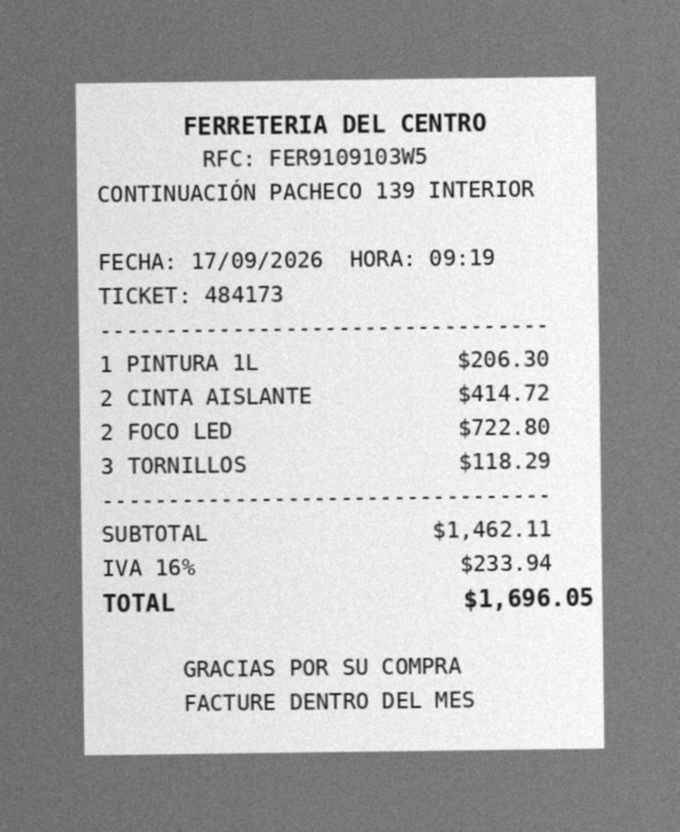 FERRETERIA DEL CENTRO
RFC: FER9109103W5
CONTINUACIÓN PACHECO 139 INTERIOR
FECHA: 17/09/2026 HORA: 09:19
TICKET: 484173
----------------------------------
1 PINTURA 1L $206.30
2 CINTA AISLANTE $414.72
2 FOCO LED $722.80
3 TORNILLOS $118.29
----------------------------------
SUBTOTAL $1,462.11
IVA 16% $233.94
TOTAL $1,696.05
GRACIAS POR SU COMPRA
FACTURE DENTRO DEL MES